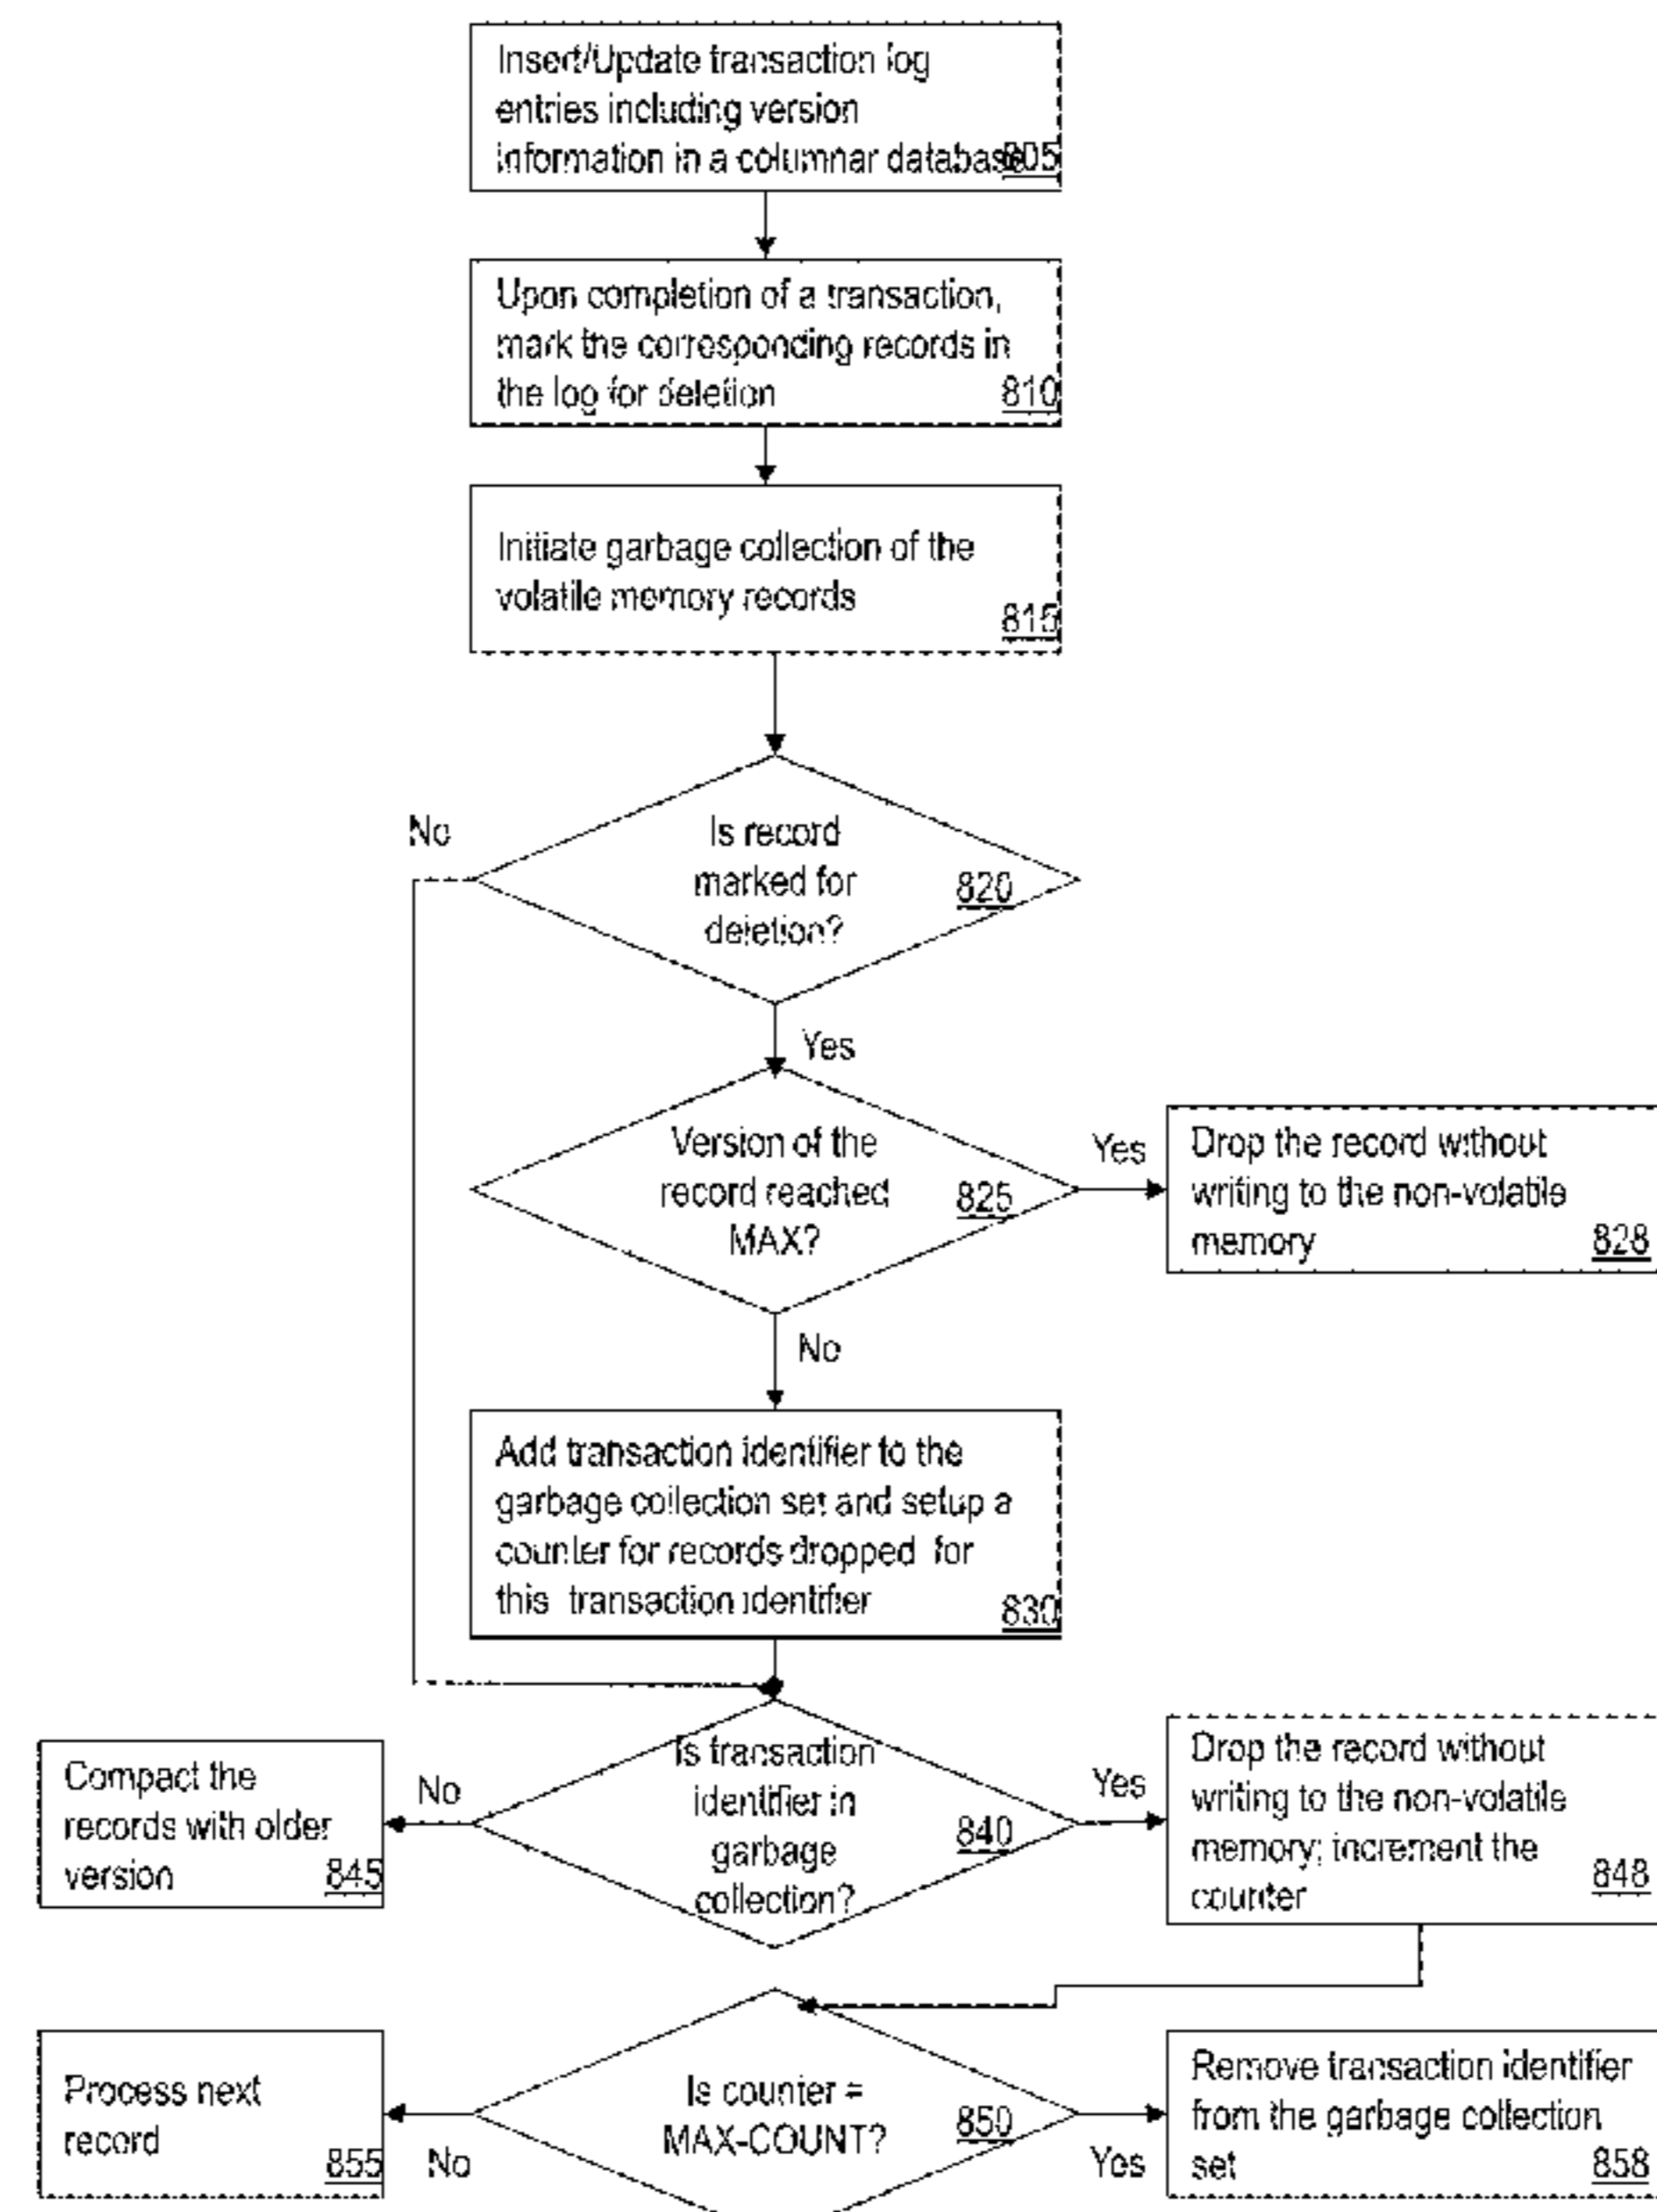 Insert/Update transaction log
entries including version
information in a columnar database
805
Upon completion of a transaction,
mark the corresponding records in
the log for deletion
810
Initiate garbage collection of the
volatile memory records
815
No
Is record
marked for
deletion?
820
Yes
Version of the
record reached
MAX?
825
Yes
Drop the record without
writing to the non-volatile
memory
828
No
Add transaction identifier to the
garbage collection set and setup a
counter for records dropped for
this transaction identifier
830
Compact the
records with older
version
845
No
Is transaction
identifier in
garbage
collection?
840
Yes
Drop the record without
writing to the non-volatile
memory; increment the
counter
848
Process next
record
855
No
Is counter =
MAX-COUNT?
850
Yes
Remove transaction identifier
from the garbage collection
set
858